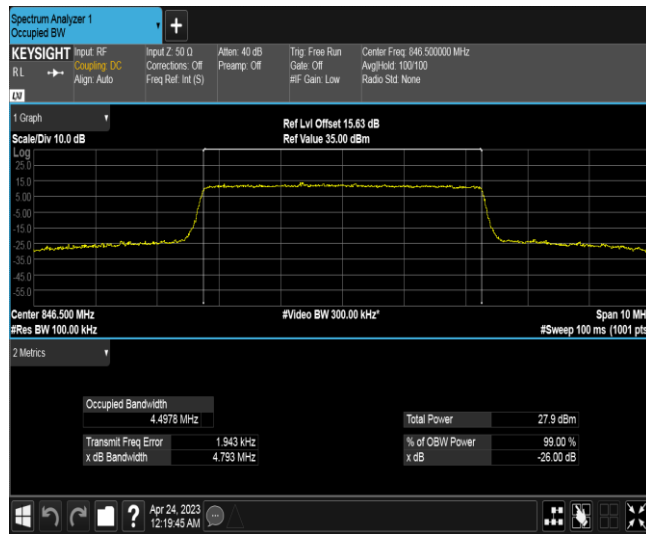 Spectrum Analyzer 1
Occupied BW
+
KEYSIGHT
RL
LXI
Input: RF
Coupling: DC
Align: Auto
Input Z: 50 Ω
Corrections: Off
Freq Ref: Int (S)
Atten: 40 dB
Preamp: Off
Trig: Free Run
Gate: Off
#IF Gain: Low
Center Freq: 846.500000 MHz
Avg|Hold: 100/100
Radio Std: None
1 Graph
Scale/Div 10.0 dB
Ref Lvl Offset 15.63 dB
Ref Value 35.00 dBm
Log
25.0
15.0
5.00
-5.00
-15.0
-25.0
-35.0
-45.0
-55.0
Center 846.500 MHz
#Video BW 300.00 kHz*
Span 10 MH
#Res BW 100.00 kHz
#Sweep 100 ms (1001 pts
2 Metrics
Occupied Bandwidth
4.4978 MHz
Total Power 27.9 dBm
Transmit Freq Error 1.943 kHz
% of OBW Power 99.00 %
x dB Bandwidth 4.793 MHz
x dB -26.00 dB
?
Apr 24, 2023
12:19:45 AM